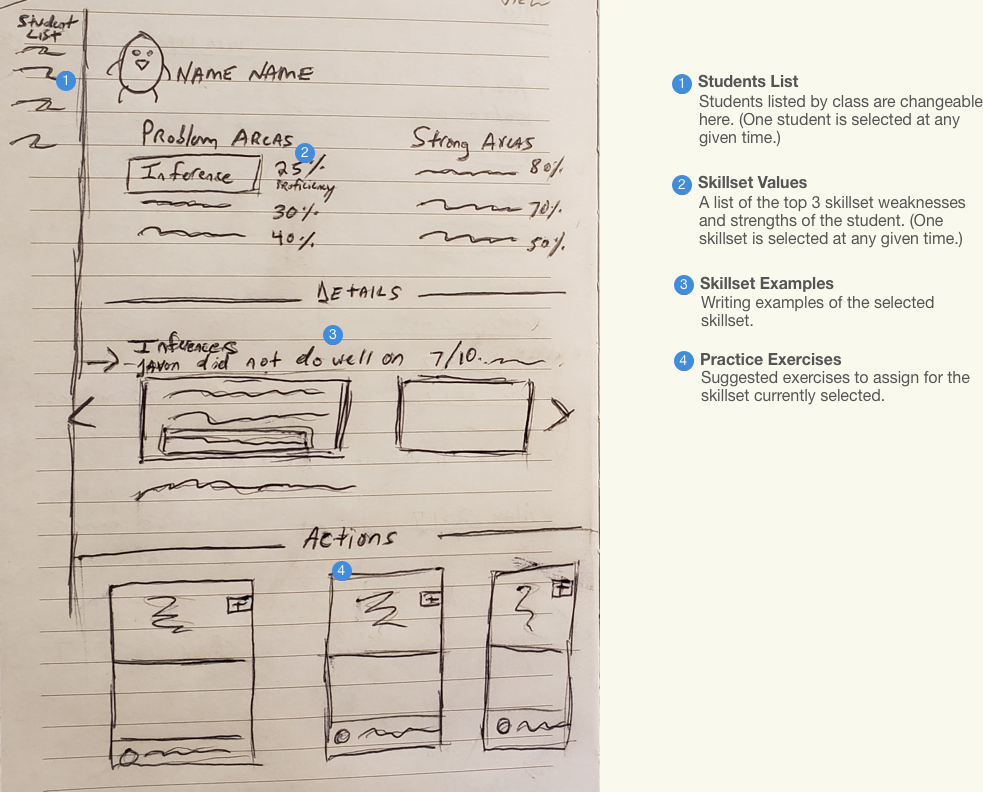 VIEW
Student
List
1
NAME NAME
Problem Areas
2
Strong Areas
Inference
25%
Proficiency
80%
30%
70%
40%
50%
DETAILS
3
Inferences
Javon did not do well on 7/10
<
>
Actions
4
+
+
+
1 Students List
Students listed by class are changeable
here. (One student is selected at any
given time.)
2 Skillset Values
A list of the top 3 skillset weaknesses
and strengths of the student. (One
skillset is selected at any given time.)
3 Skillset Examples
Writing examples of the selected
skillset.
4 Practice Exercises
Suggested exercises to assign for the
skillset currently selected.